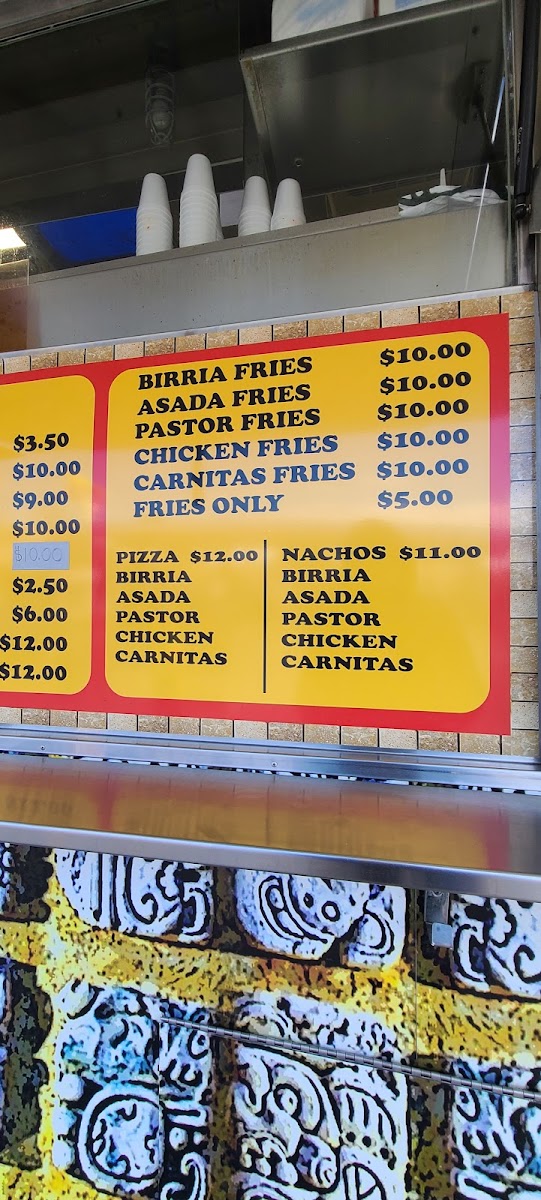 $3.50
$10.00
$9.00
$10.00
$10.00
$2.50
$6.00
$12.00
$12.00
BIRRIA FRIES $10.00
ASADA FRIES $10.00
PASTOR FRIES $10.00
CHICKEN FRIES $10.00
CARNITAS FRIES $10.00
FRIES ONLY $5.00
PIZZA $12.00
BIRRIA
ASADA
PASTOR
CHICKEN
CARNITAS
NACHOS $11.00
BIRRIA
ASADA
PASTOR
CHICKEN
CARNITAS